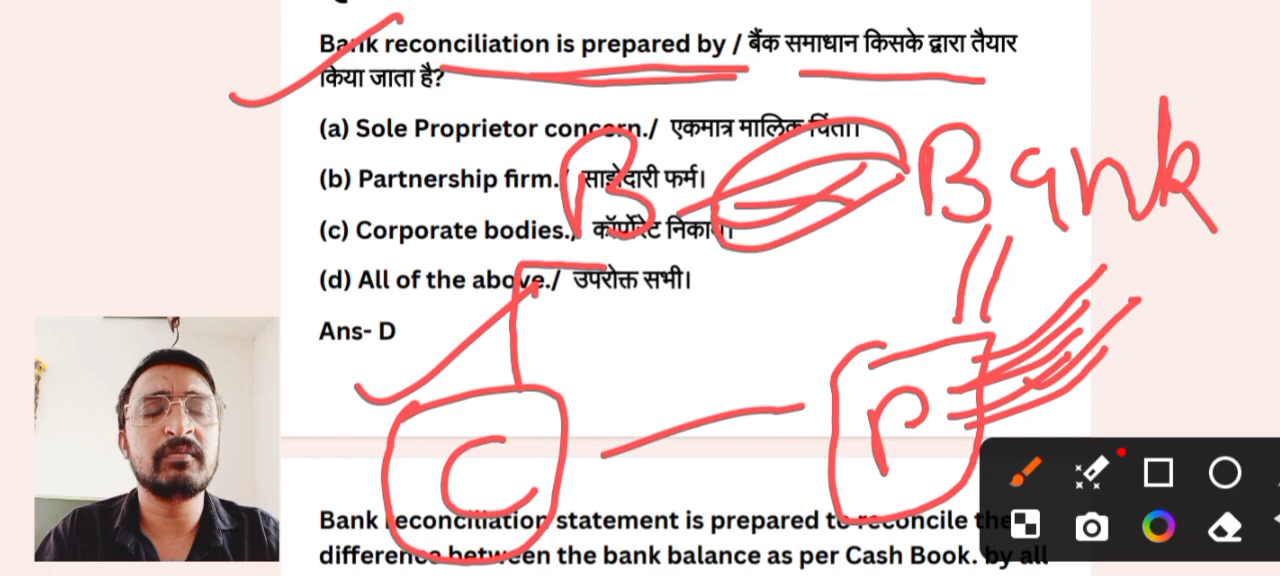 Bank reconciliation is prepared by / बैंक समाधान किसके द्वारा तैयार
किया जाता है?
(a) Sole Proprietor concern./ एकमात्र मालिक चिंता।
(b) Partnership firm./ साझेदारी फर्म।
(c) Corporate bodies./ कॉर्पोरेट निकाय।
(d) All of the above./ उपरोक्त सभी।
Ans- D
B Bank
C P
Bank reconciliation statement is prepared to reconcile the
difference between the bank balance as per Cash Book. by all